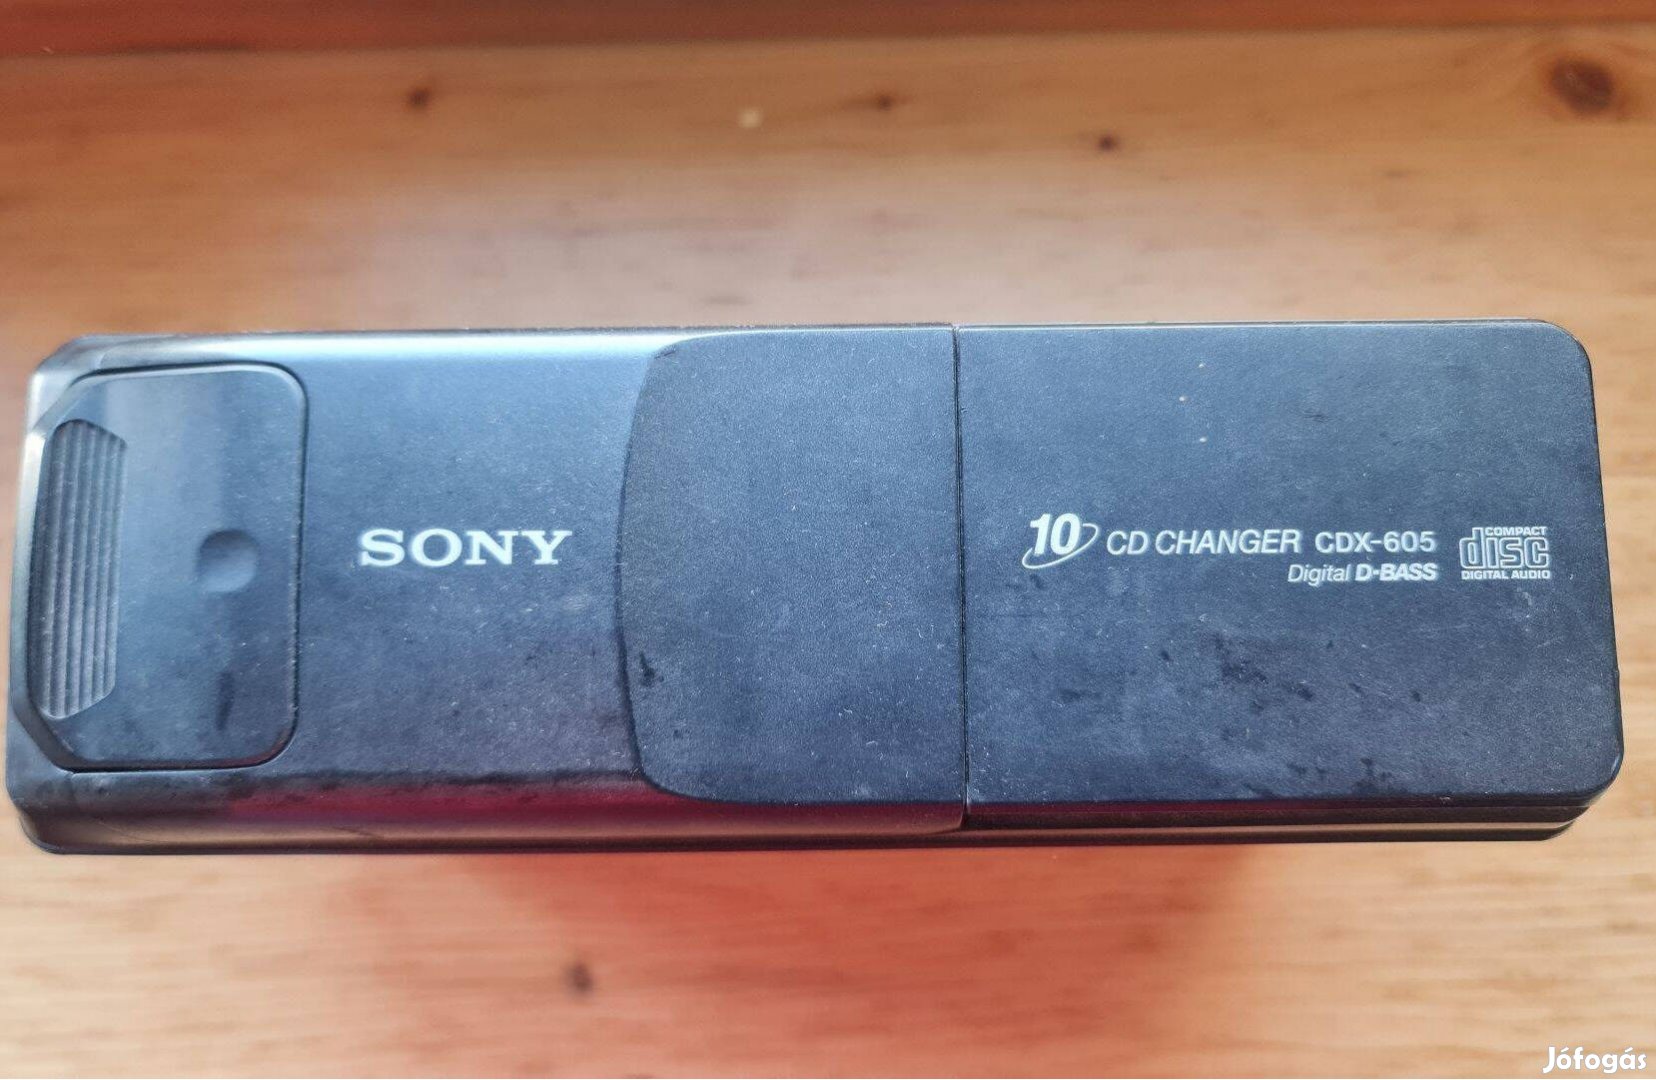 SONY
10 CD CHANGER CDX-605
Digital D-BASS
COMPACT
disc
DIGITAL AUDIO
Jófogás